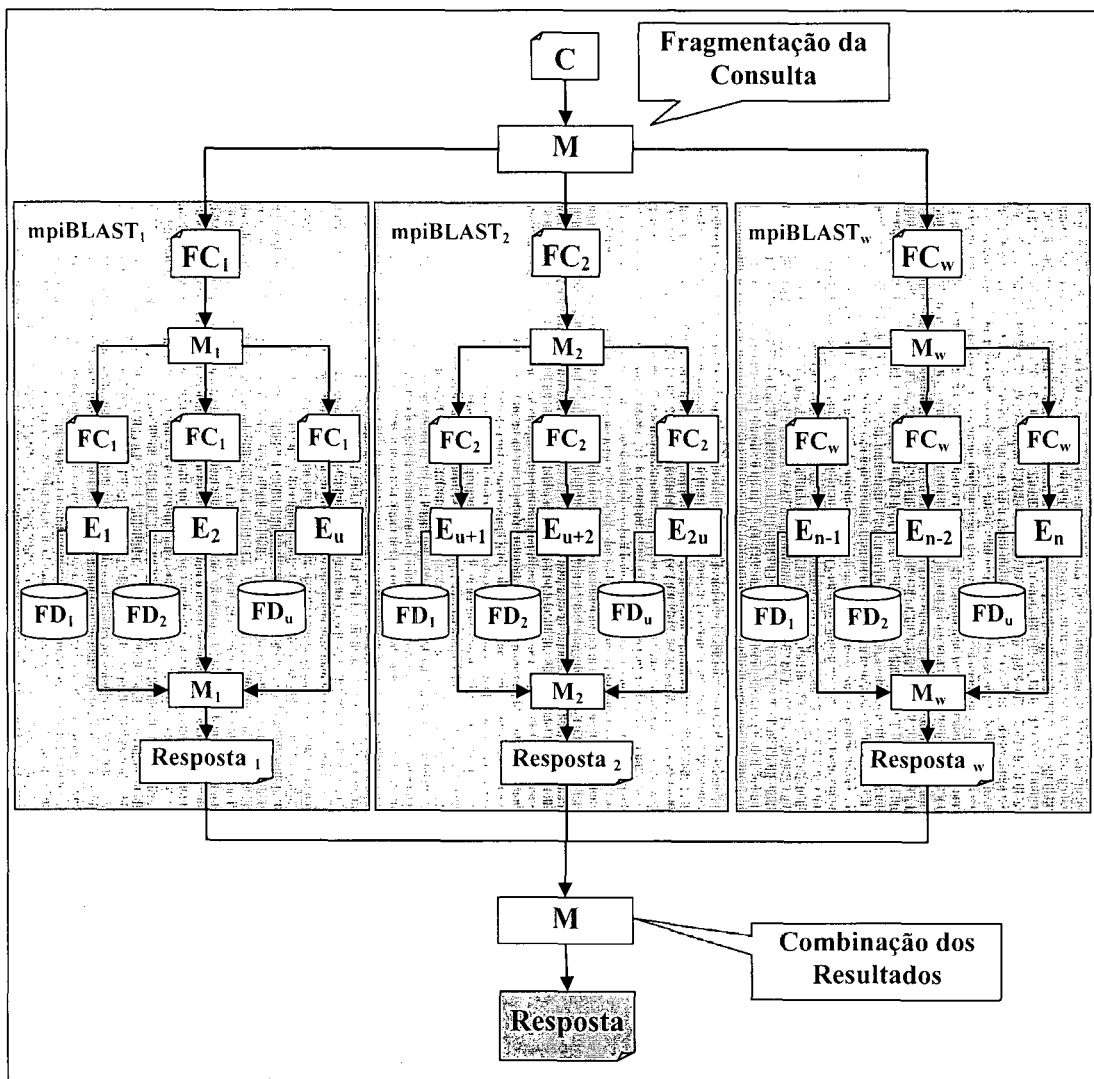 C
Fragmentação da
Consulta
M
mpiBLAST₁
mpiBLAST₂
mpiBLASTw
FC₁
FC₂
FCw
M₁
M₂
Mw
FC₁ FC₁ FC₁
FC₂ FC₂ FC₂
FCw FCw FCw
E₁ E₂ Eu
Eu+1 Eu+2 E2u
En-1 En-2 En
FD₁ FD₂ FDu
FD₁ FD₂ FDu
FD₁ FD₂ FDu
M₁
M₂
Mw
Resposta ₁
Resposta ₂
Resposta w
M
Combinação dos
Resultados
Resposta